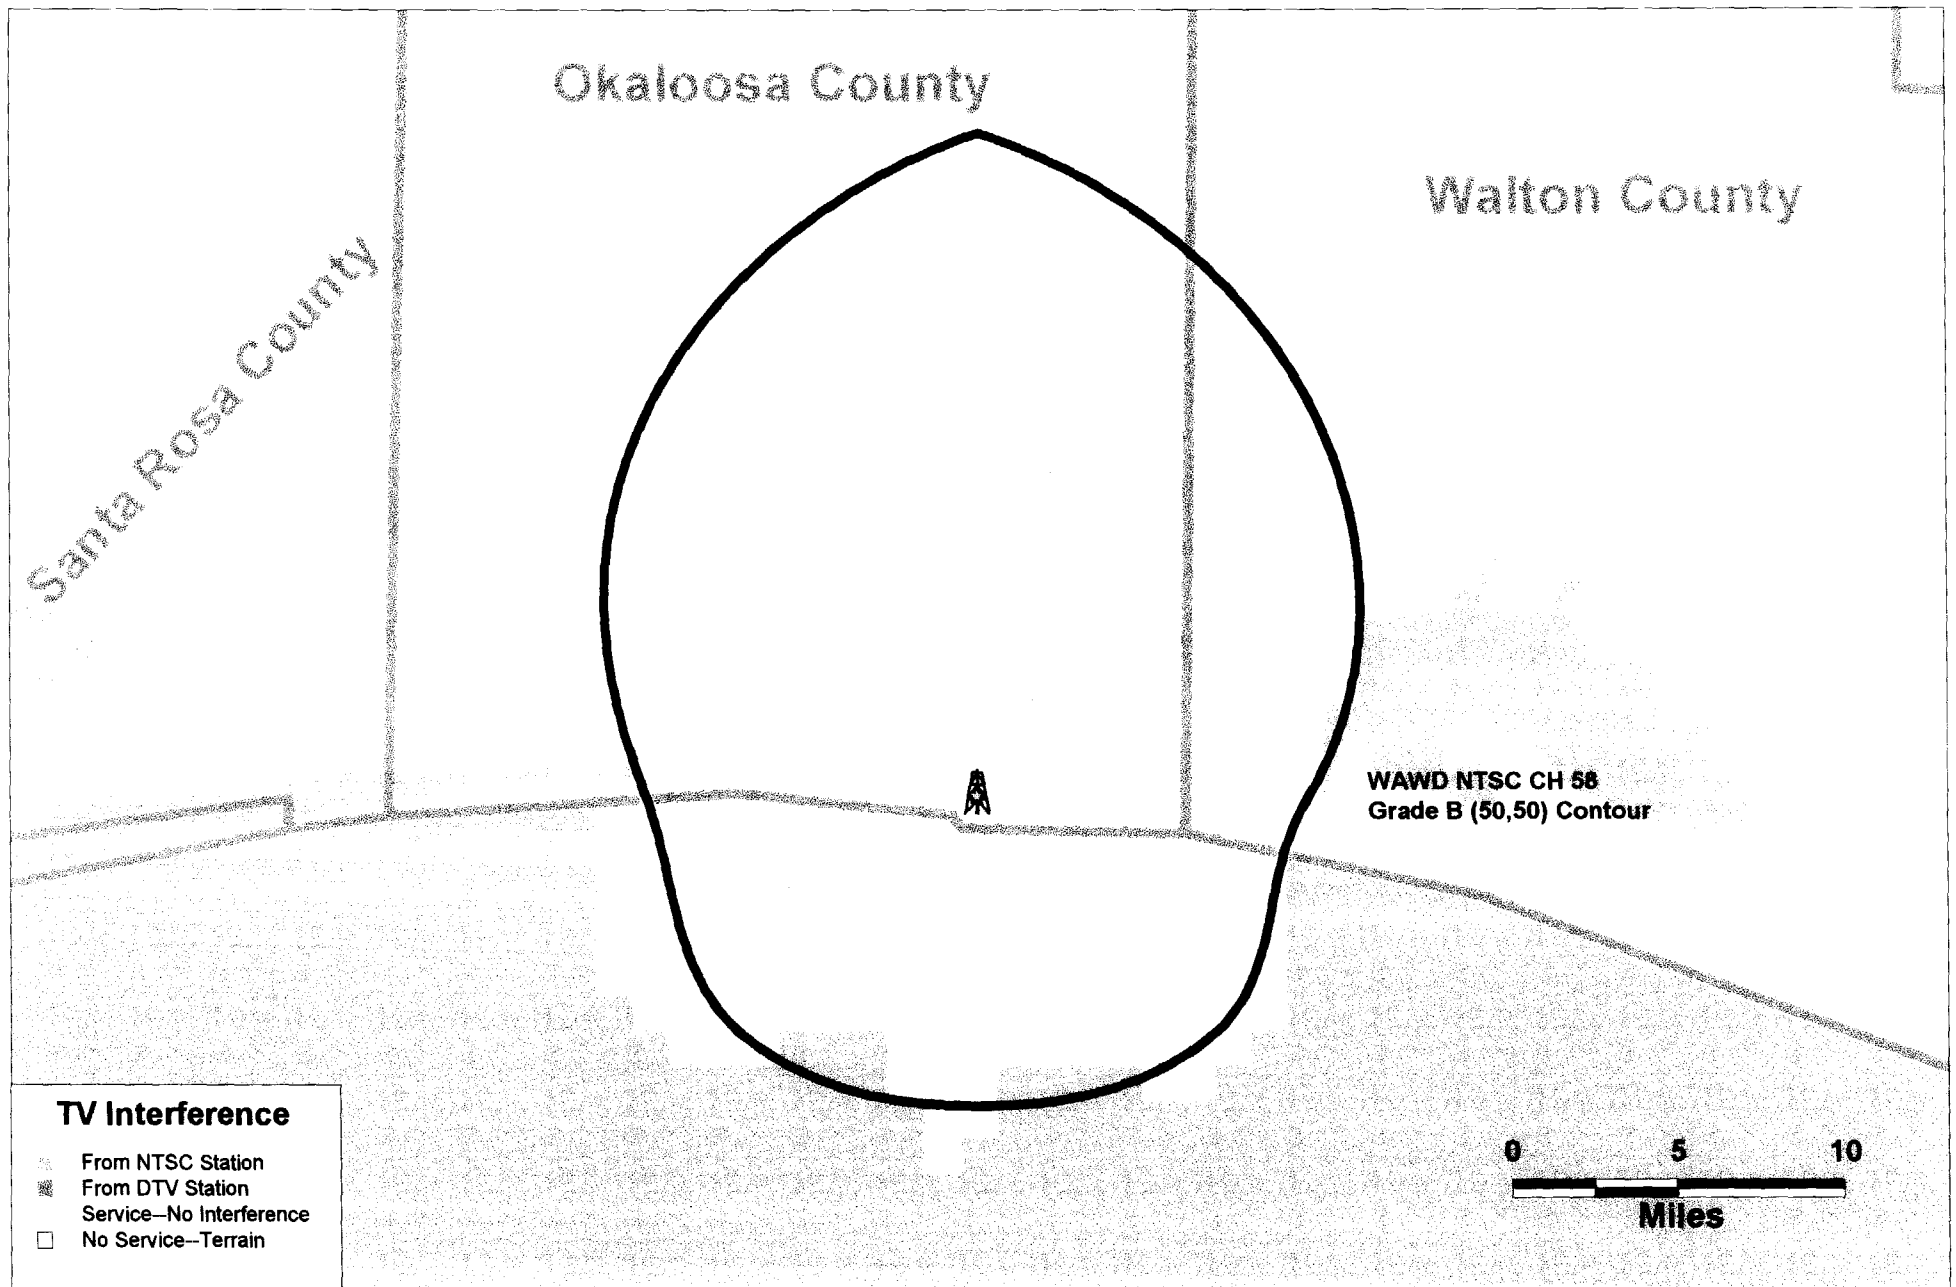 Okaloosa County
Walton County
Santa Rosa County
WAWD NTSC CH 58
Grade B (50,50) Contour
TV Interference
From NTSC Station
From DTV Station
Service--No Interference
No Service--Terrain
0 5 10
Miles